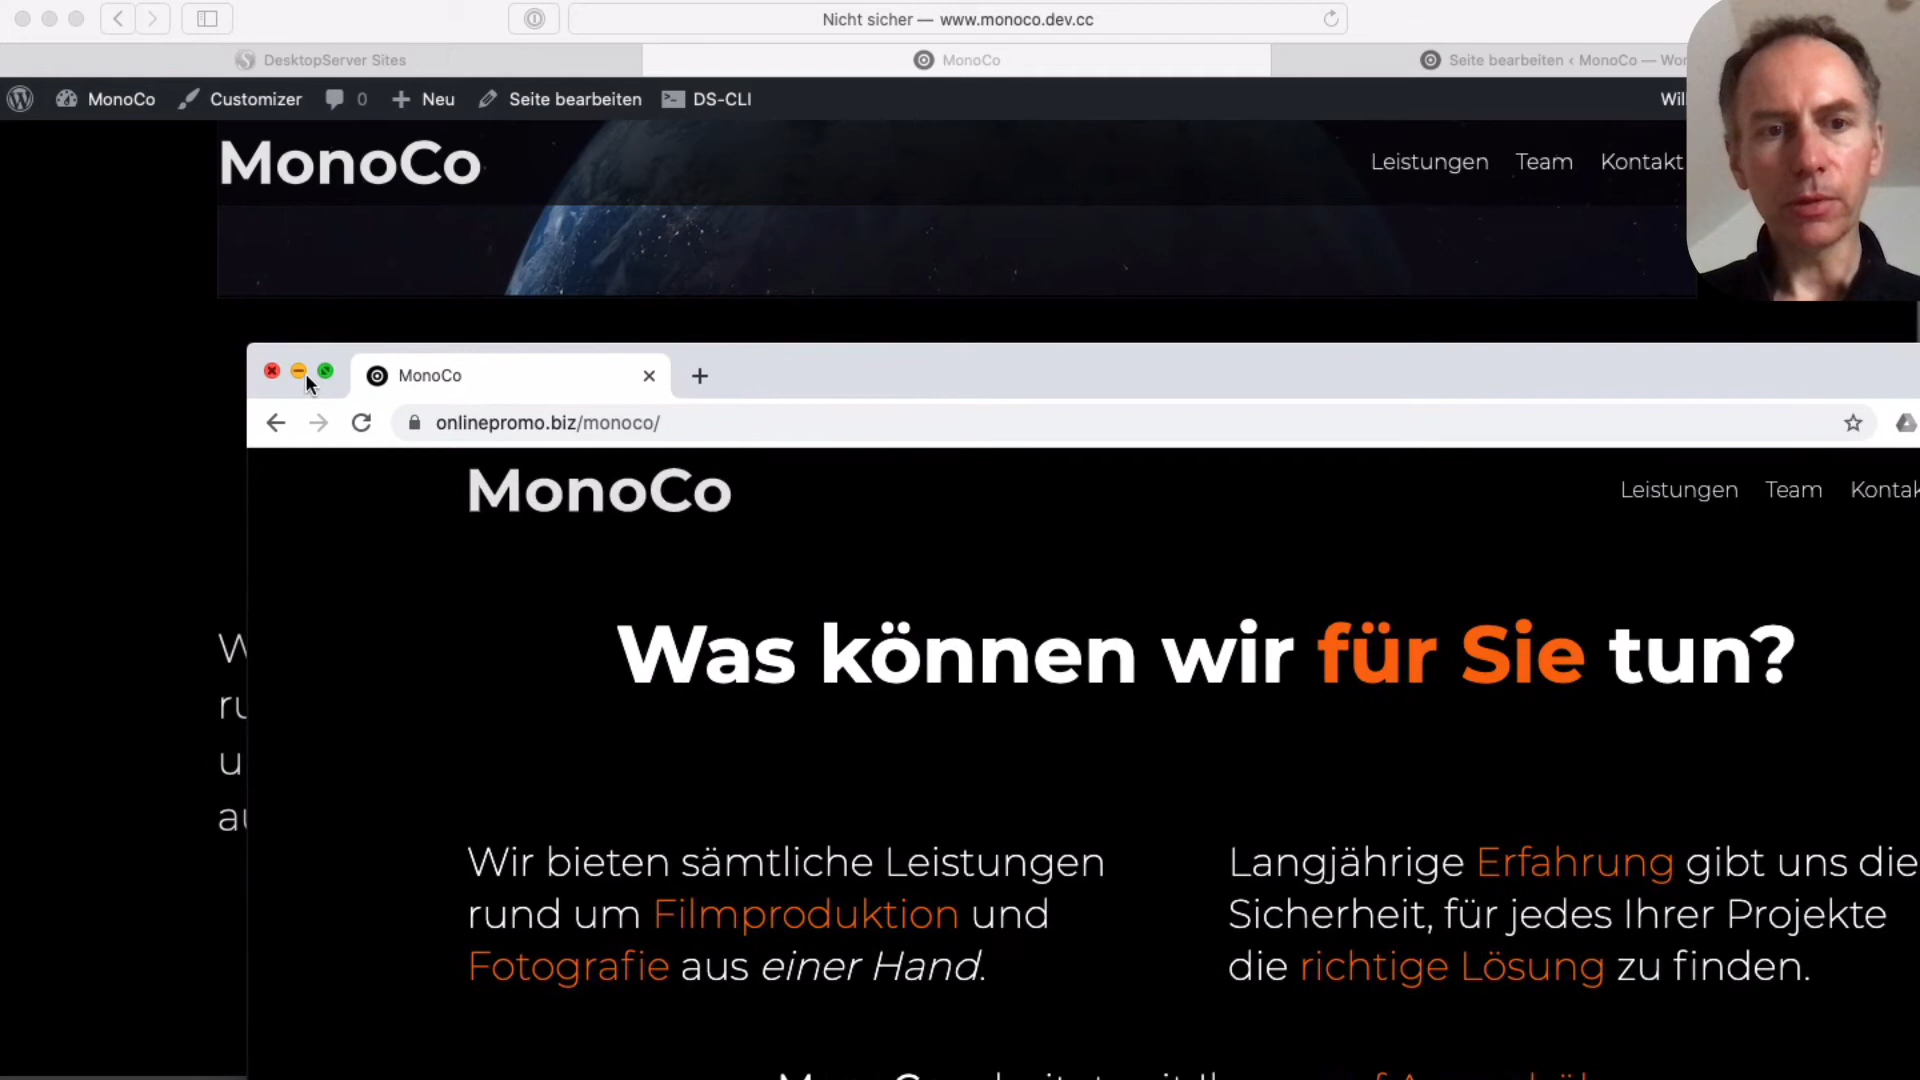 Nicht sicher — www.monoco.dev.cc
DesktopServer Sites
MonoCo
Seite bearbeiten ‹ MonoCo — Wor
MonoCo
Customizer
0
Neu
Seite bearbeiten
DS-CLI
Wil
MonoCo
Leistungen Team Kontakt
MonoCo
onlinepromo.biz/monoco/
MonoCo
Leistungen Team Kontak
Was können wir für Sie tun?
Wir bieten sämtliche Leistungen
rund um Filmproduktion und
Fotografie aus einer Hand.
Langjährige Erfahrung gibt uns die
Sicherheit, für jedes Ihrer Projekte
die richtige Lösung zu finden.